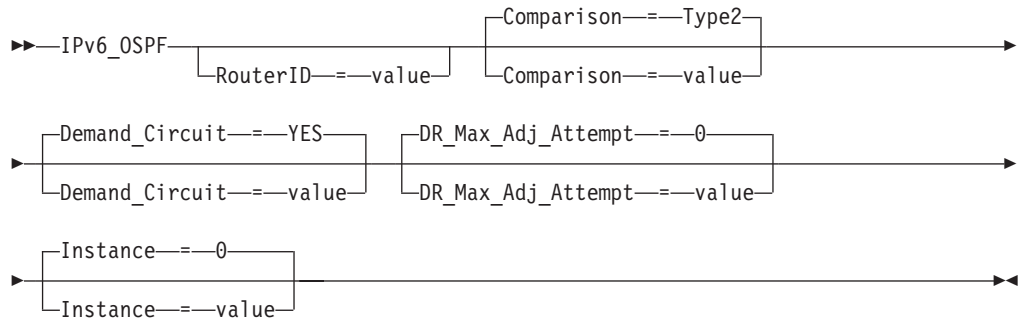 Comparison = Type2
IPv6_OSPF
RouterID = value
Comparison = value
Demand_Circuit = YES
DR_Max_Adj_Attempt = 0
Demand_Circuit = value
DR_Max_Adj_Attempt = value
Instance = 0
Instance = value